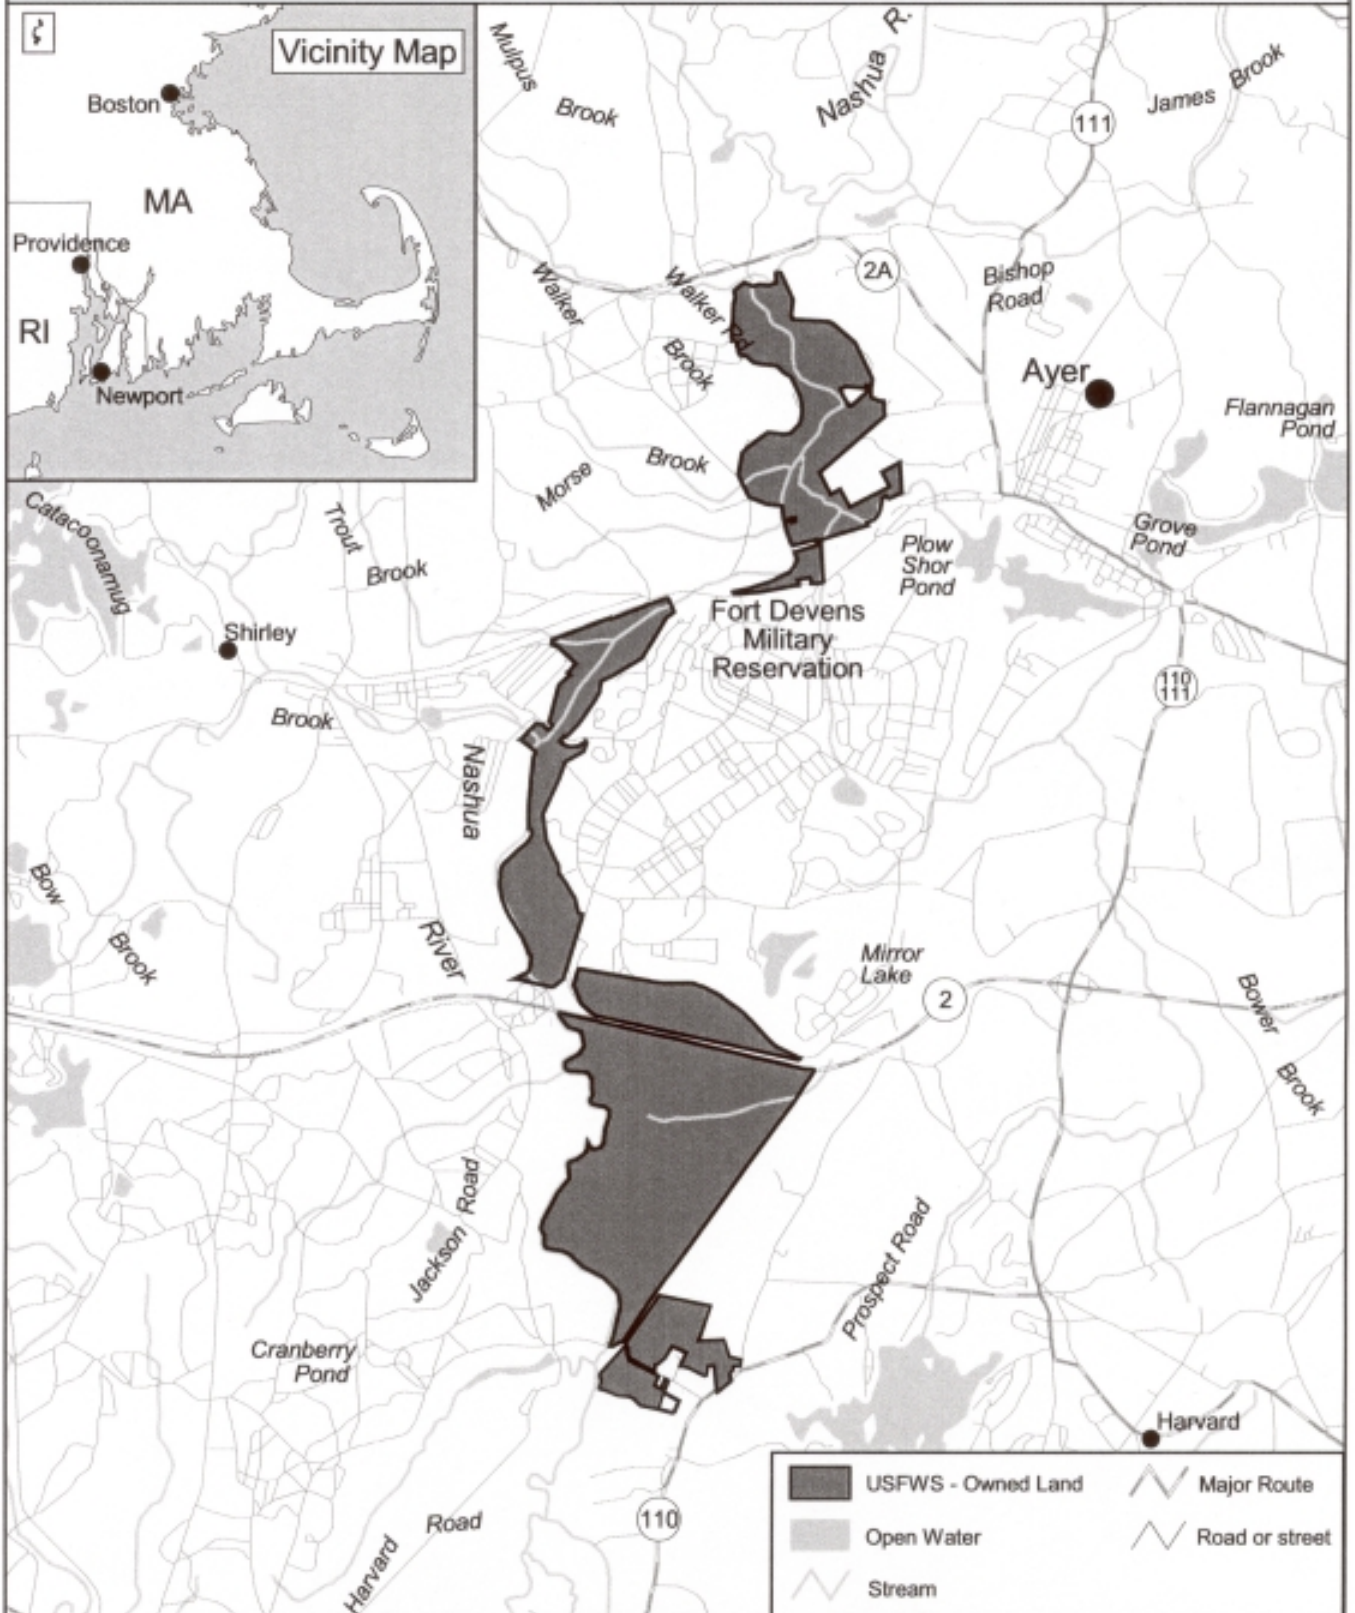 Vicinity Map
Boston
MA
Providence
RI
Newport
Mulpus
Brook
Nashua
R.
111
James
Brook
Walker
Brook
Walker Rd.
2A
Bishop
Road
Ayer
Flannagan
Pond
Morse
Brook
Grove
Pond
Plow
Shor
Pond
Catacoonamug
Brook
Trout
Brook
Shirley
Fort Devens
Military
Reservation
110
111
Nashua
River
Bow
Brook
Mirror
Lake
2
Bower
Brook
Jackson
Road
Prospect Road
Cranberry
Pond
Harvard
Harvard
Road
110
USFWS - Owned Land
Open Water
Stream
Major Route
Road or street